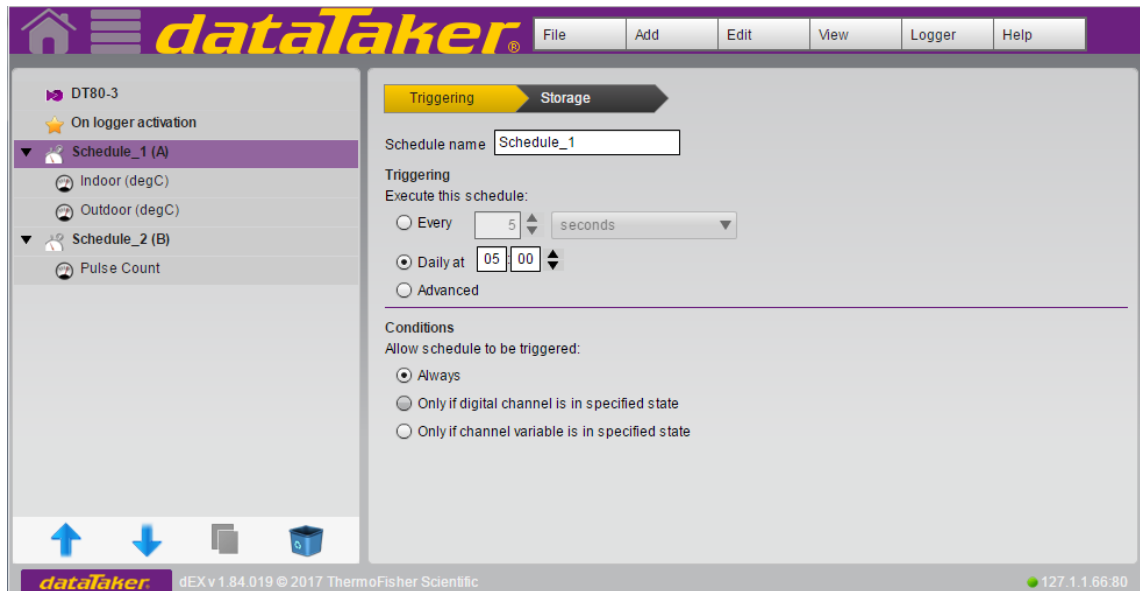 dataTaker® File Add Edit View Logger Help
DT80-3
On logger activation
Schedule_1 (A)
Indoor (degC)
Outdoor (degC)
Schedule_2 (B)
Pulse Count
Triggering Storage
Schedule name Schedule_1
Triggering
Execute this schedule:
Every 5 seconds
Daily at 05:00
Advanced
Conditions
Allow schedule to be triggered:
Always
Only if digital channel is in specified state
Only if channel variable is in specified state
dataTaker. dEX v 1.84.019 © 2017 ThermoFisher Scientific 127.1.1.66:80